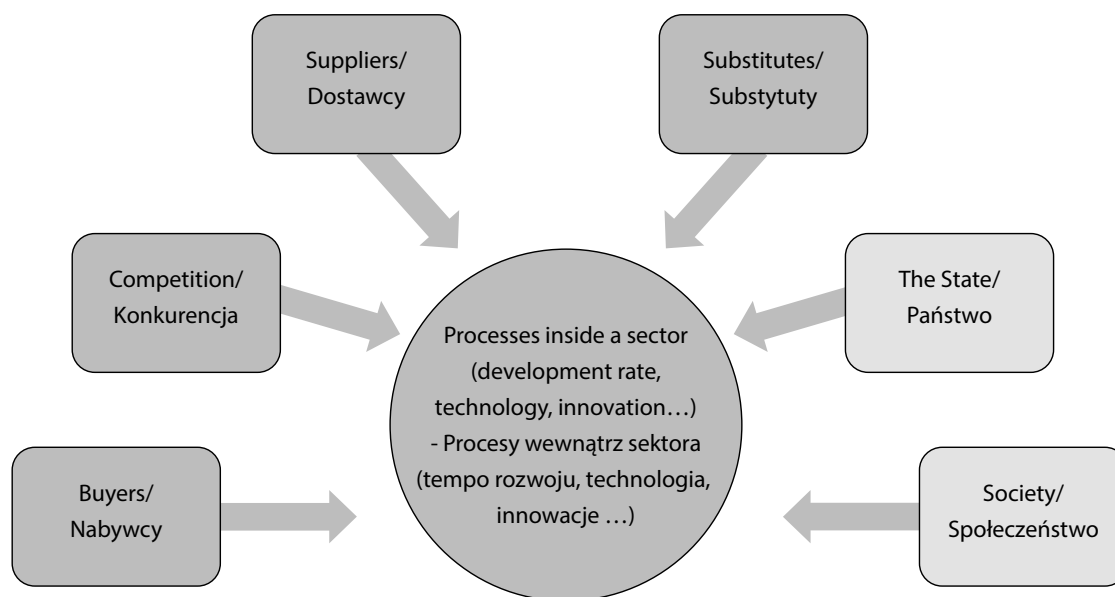 Suppliers/
Dostawcy
Substitutes/
Substytuty
Competition/
Konkurencja
The State/
Państwo
Processes inside a sector
(development rate,
technology, innovation…)
- Procesy wewnątrz sektora
(tempo rozwoju, technologia,
innowacje …)
Buyers/
Nabywcy
Society/
Społeczeństwo